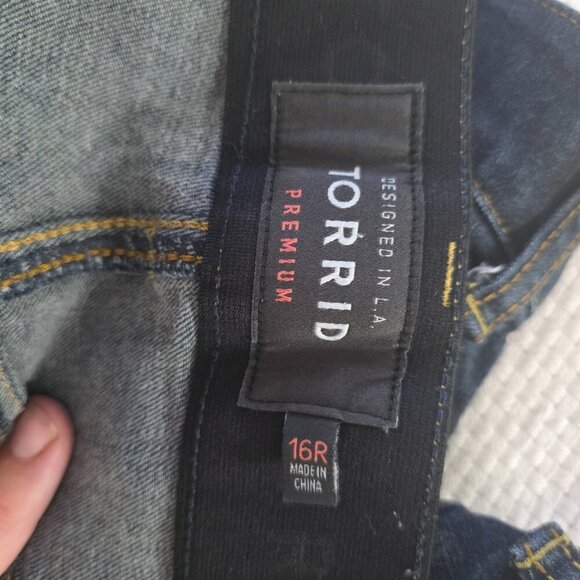 DESIGNED IN L.A.
TORRID
PREMIUM
16R
MADE IN
CHINA